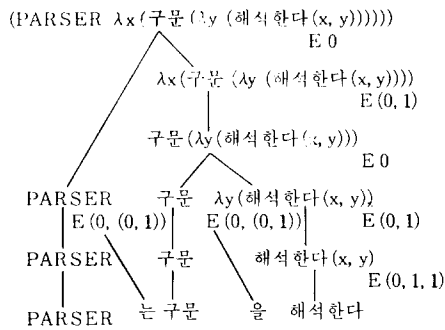 (PARSER λx(구문(λy (해석한다(x, y))))))
E 0
λx(구문 (λy (해석한다(x, y))))
E (0, 1)
구문(λy(해석한다(x, y)))
E 0
PARSER 구문 λy(해석한다(x, y))
E (0, (0, 1)) E (0, (0, 1)) E (0, 1)
PARSER 구문 해석한다(x, y)
E (0, 1, 1)
PARSER 는 구문 을 해석한다